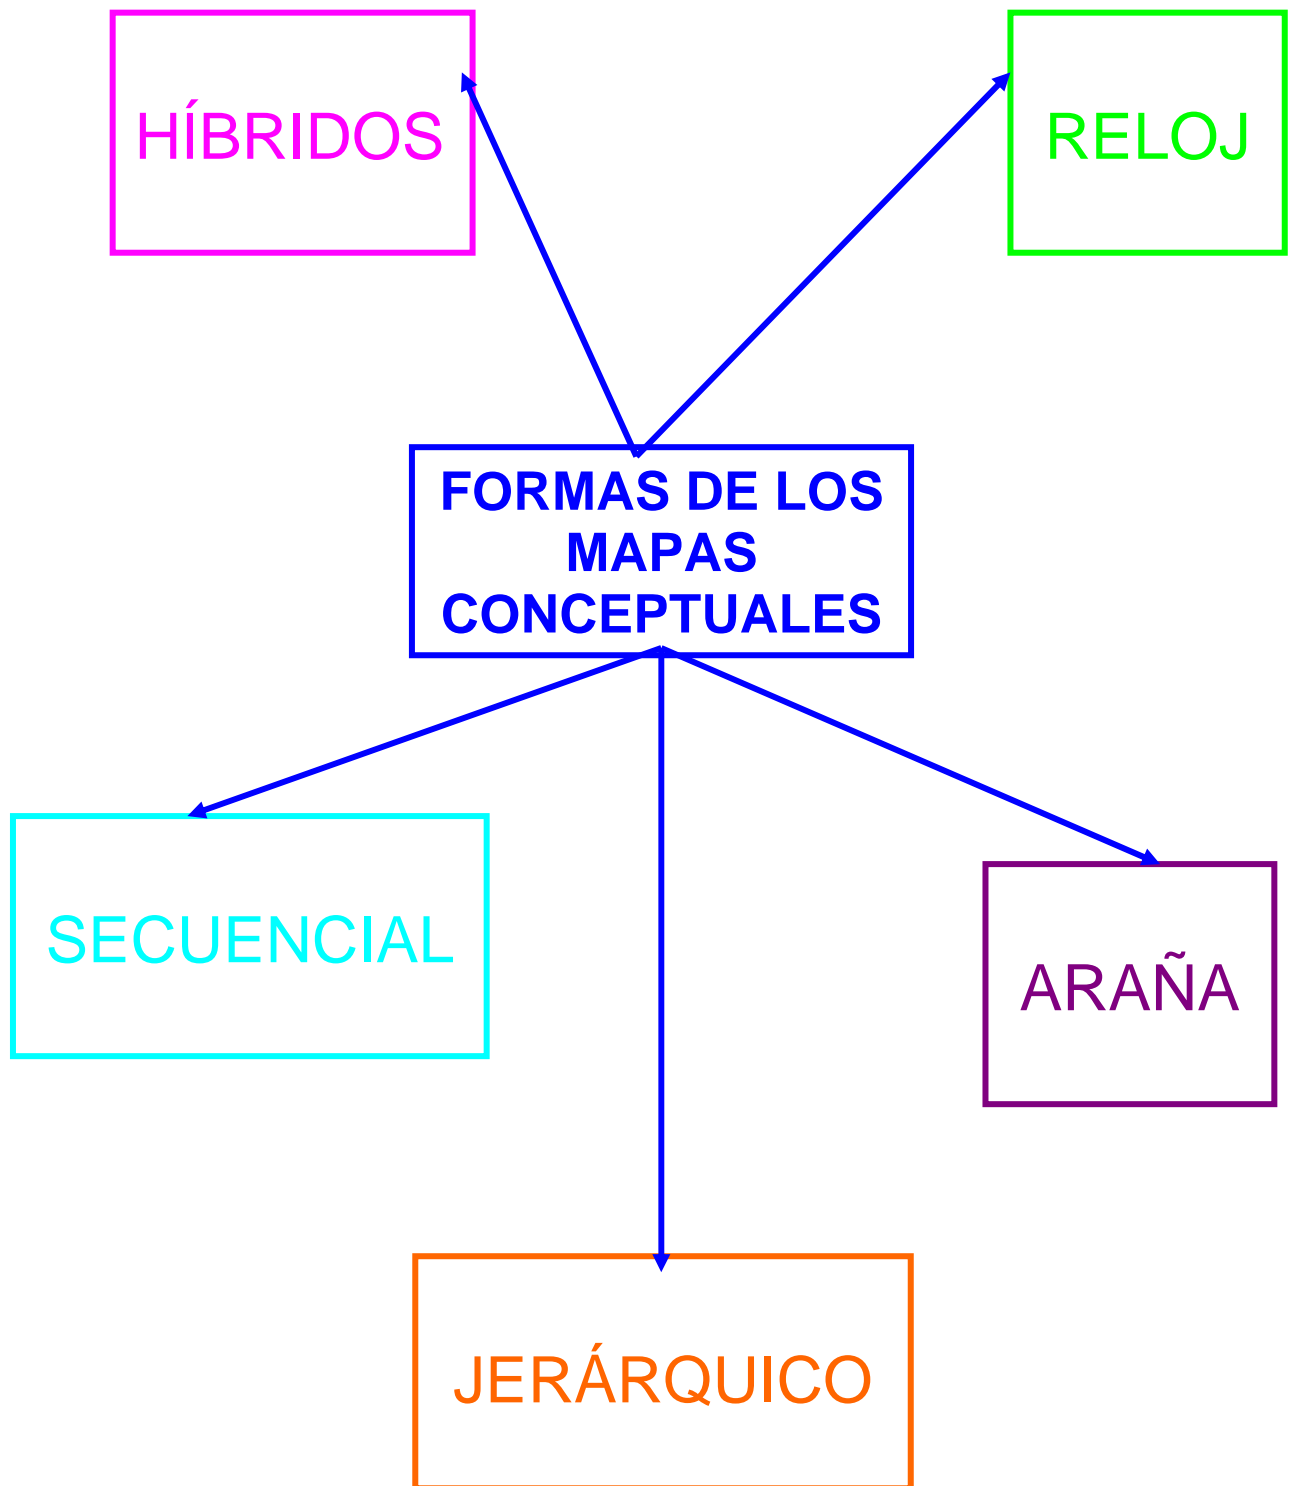 HÍBRIDOS
RELOJ
FORMAS DE LOS
MAPAS
CONCEPTUALES
SECUENCIAL
ARAÑA
JERÁRQUICO